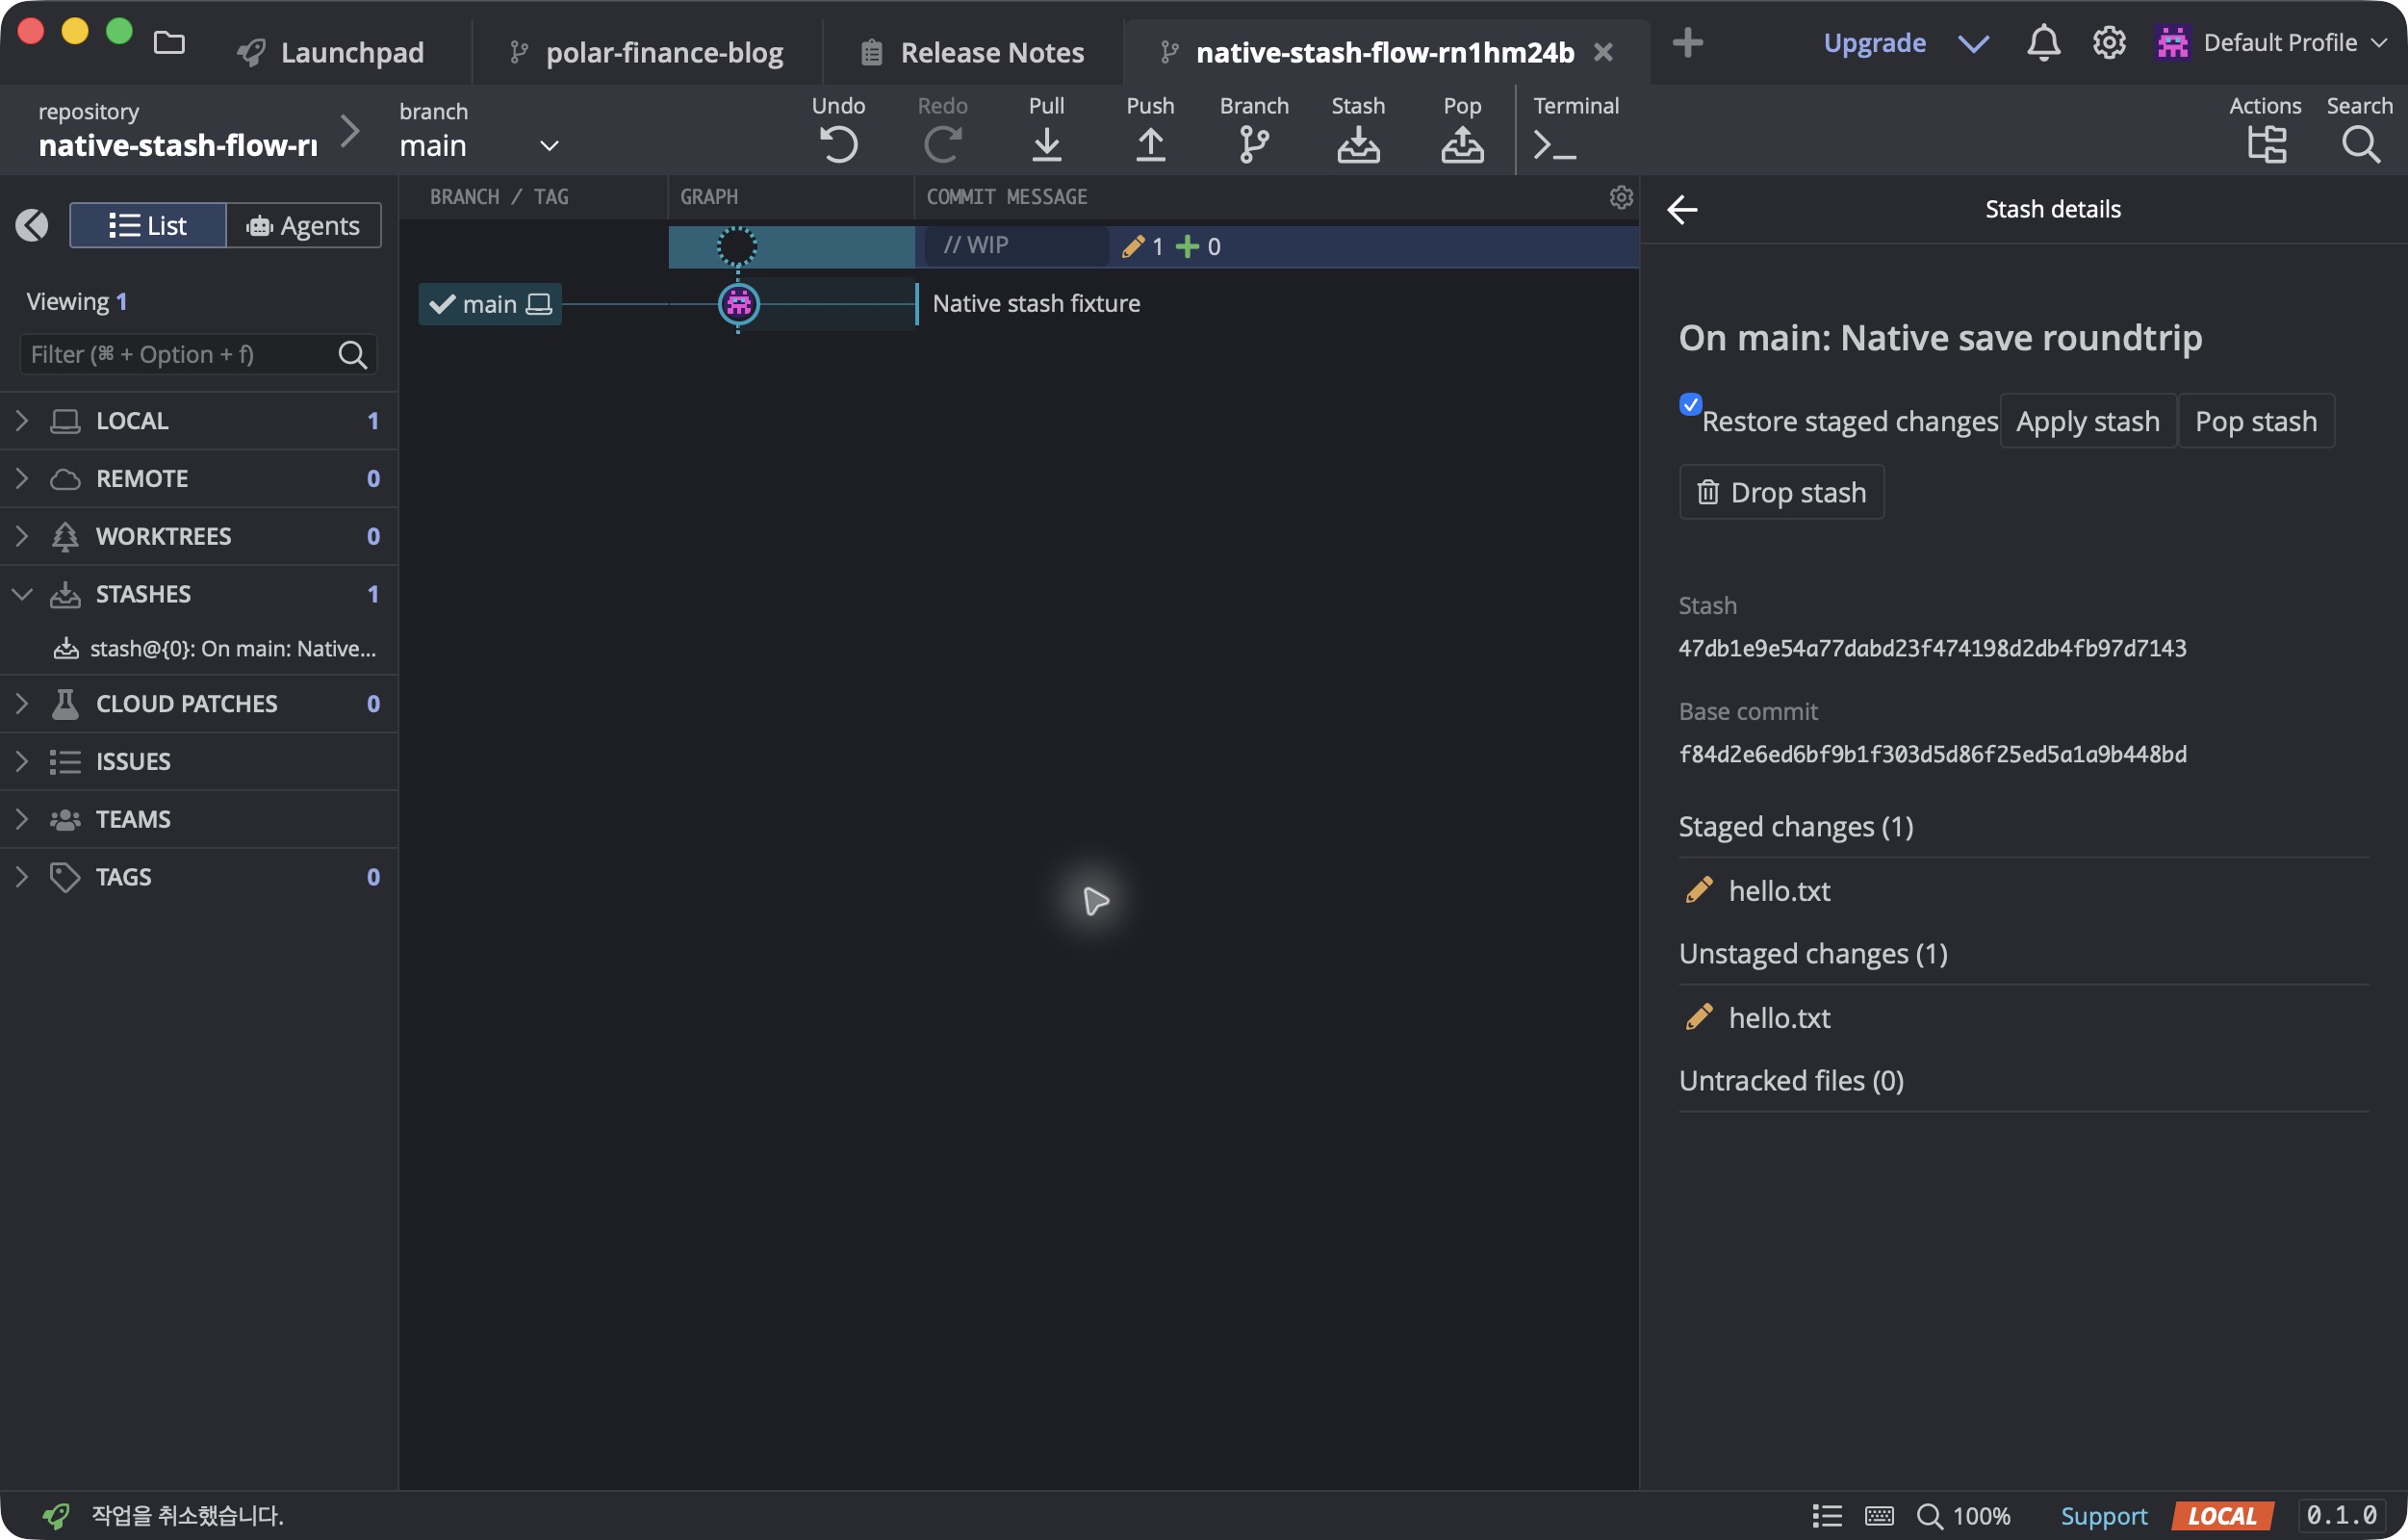 Launchpad
polar-finance-blog
Release Notes
native-stash-flow-rn1hm24b
Upgrade
Default Profile
repository
native-stash-flow-r
branch
main
Undo
Redo
Pull
Push
Branch
Stash
Pop
Terminal
Actions
Search
List
Agents
Viewing 1
Filter (⌘ + Option + f)
LOCAL 1
REMOTE 0
WORKTREES 0
STASHES 1
stash@{0}: On main: Native...
CLOUD PATCHES 0
ISSUES
TEAMS
TAGS 0
BRANCH / TAG
GRAPH
COMMIT MESSAGE
// WIP
1
0
main
Native stash fixture
Stash details
On main: Native save roundtrip
Restore staged changes
Apply stash
Pop stash
Drop stash
Stash
47db1e9e54a77dabd23f474198d2db4fb97d7143
Base commit
f84d2e6ed6bf9b1f303d5d86f25ed5a1a9b448bd
Staged changes (1)
hello.txt
Unstaged changes (1)
hello.txt
Untracked files (0)
작업을 취소했습니다.
100%
Support
LOCAL
0.1.0